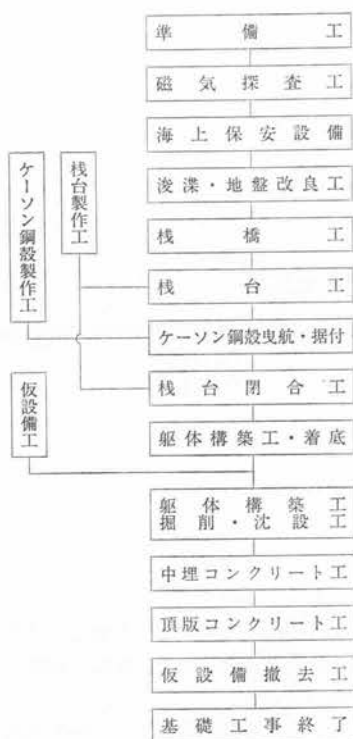 準備工
磁気探査工
海上保安設備
浚渫・地盤改良工
桟橋工
桟台工
ケーソン鋼殻曳航・据付
桟台閉合工
躯体構築工・着底
躯体構築工
掘削・沈設工
中埋コンクリート工
頂版コンクリート工
仮設備撤去工
基礎工事終了
桟台製作工
ケーソン鋼殻製作工
仮設備工